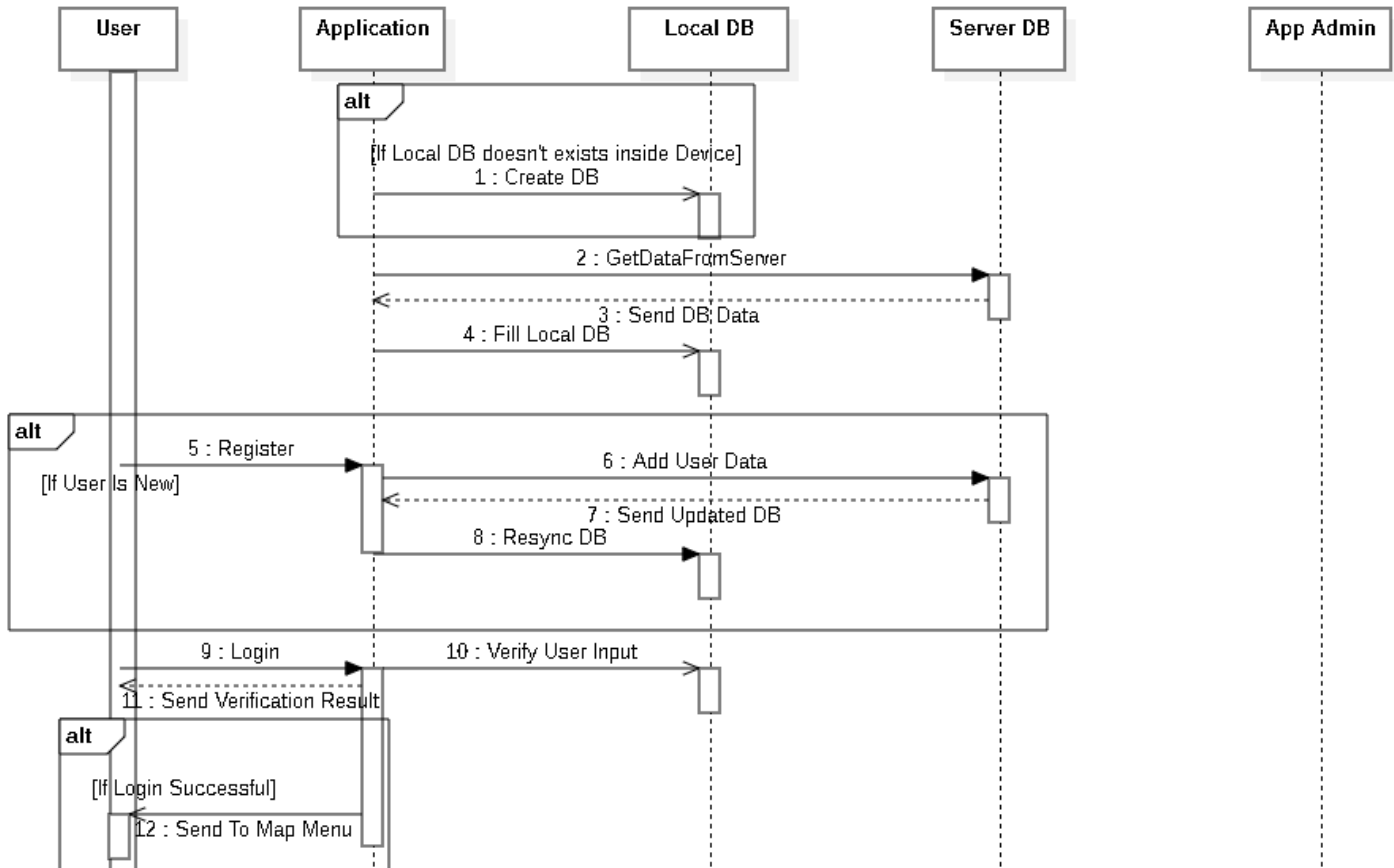 User
Application
Local DB
Server DB
App Admin
alt
[If Local DB doesn't exists inside Device]
1 : Create DB
2 : GetDataFromServer
3 : Send DB Data
4 : Fill Local DB
alt
5 : Register
6 : Add User Data
[If User Is New]
7 : Send Updated DB
8 : Resync DB
9 : Login
10 : Verify User Input
11 : Send Verification Result
alt
[If Login Successful]
12 : Send To Map Menu